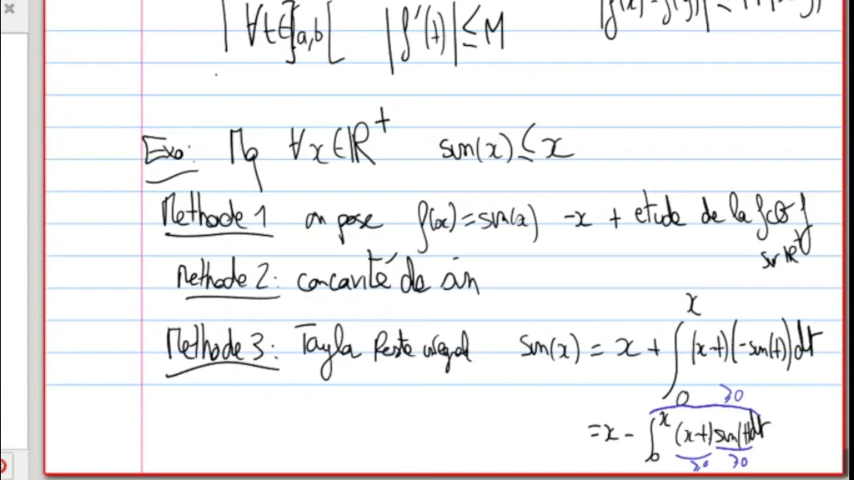 ∀t∈]a,b[ |f'(t)| ≤ M
Exo: Mq ∀x∈ℝ⁺ sin(x) ≤ x
Methode 1 on pose f(x) = sin(x) - x + etude de la fct° f
sur ℝ⁺
Methode 2: concavité de sin
Methode 3: Taylor Reste intégral sin(x) = x + ∫₀ˣ (x-t)(-sin(t))dt
≥0
= x - ∫₀ˣ (x-t) sin(t)dt
≥0 ≥0